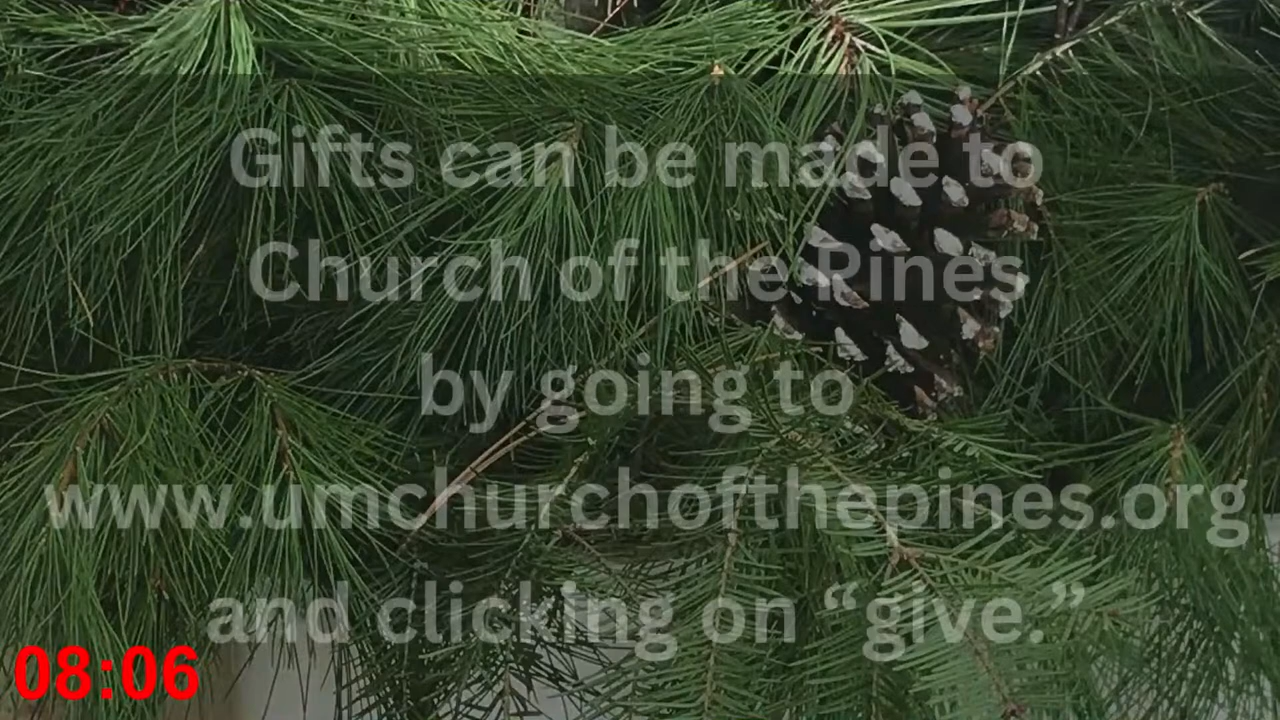 Gifts can be made to
Church of the Pines
by going to
www.umchurchofthepines.org
and clicking on “give.”
08:06